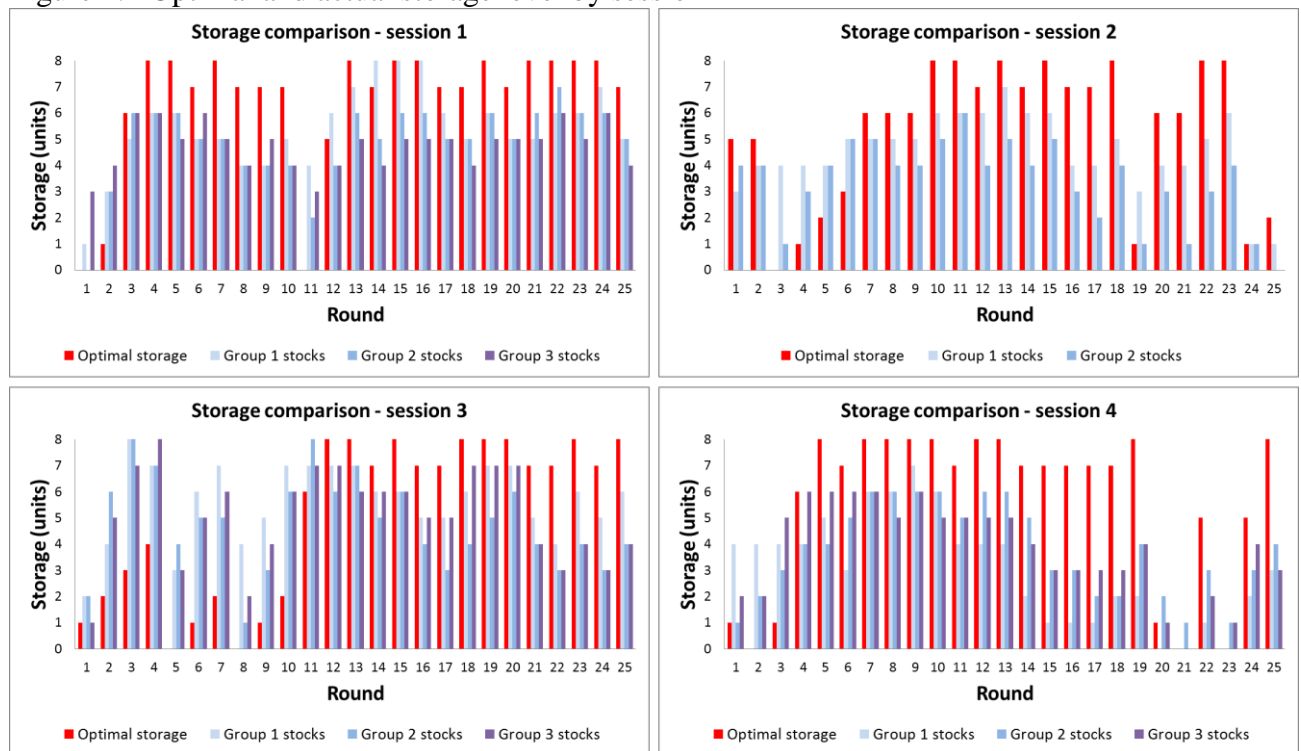 Storage comparison - session 1
Storage (units)
8
7
6
5
4
3
2
1
0
1 2 3 4 5 6 7 8 9 10 11 12 13 14 15 16 17 18 19 20 21 22 23 24 25
Round
Optimal storage Group 1 stocks Group 2 stocks Group 3 stocks
Storage comparison - session 2
Storage (units)
8
7
6
5
4
3
2
1
0
1 2 3 4 5 6 7 8 9 10 11 12 13 14 15 16 17 18 19 20 21 22 23 24 25
Round
Optimal storage Group 1 stocks Group 2 stocks
Storage comparison - session 3
Storage (units)
8
7
6
5
4
3
2
1
0
1 2 3 4 5 6 7 8 9 10 11 12 13 14 15 16 17 18 19 20 21 22 23 24 25
Round
Optimal storage Group 1 stocks Group 2 stocks Group 3 stocks
Storage comparison - session 4
Storage (units)
8
7
6
5
4
3
2
1
0
1 2 3 4 5 6 7 8 9 10 11 12 13 14 15 16 17 18 19 20 21 22 23 24 25
Round
Optimal storage Group 1 stocks Group 2 stocks Group 3 stocks